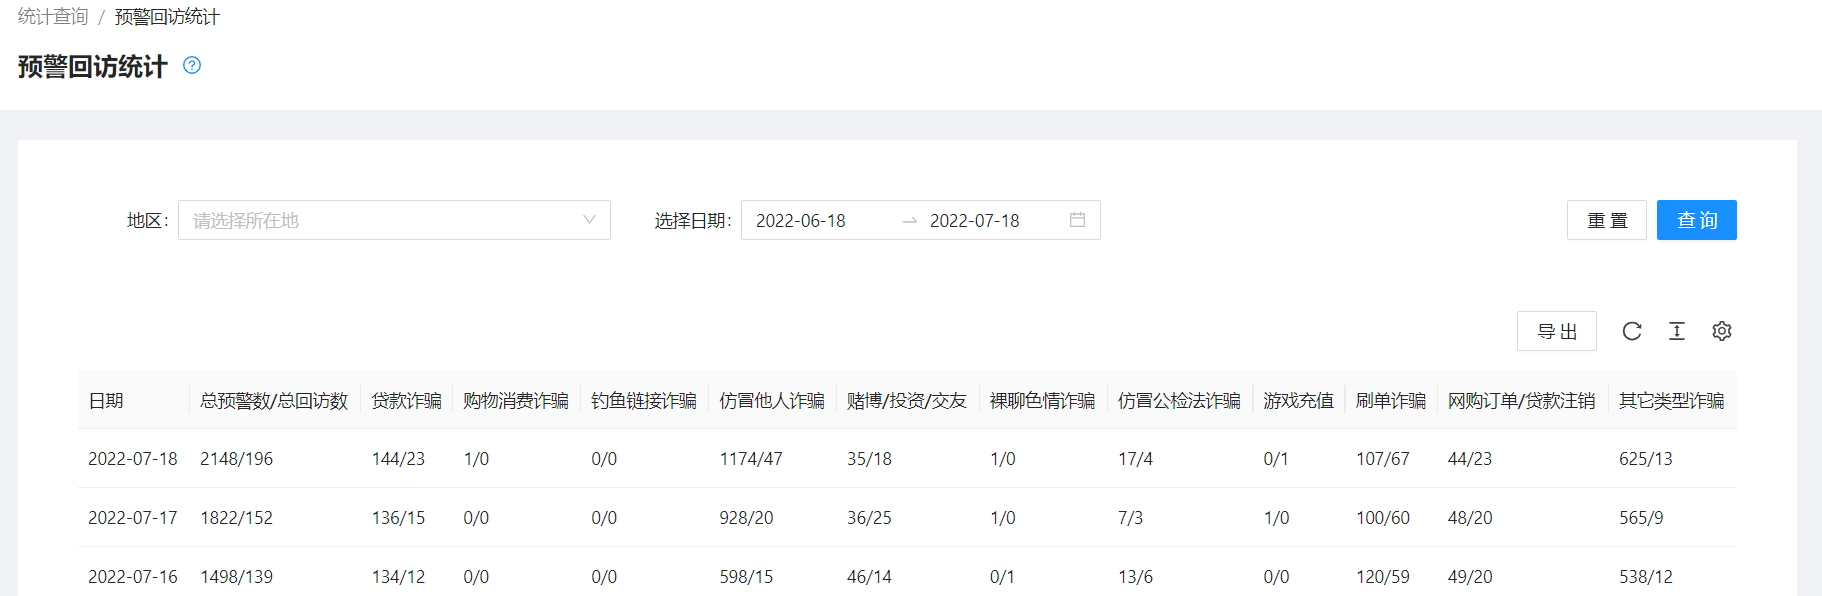 统计查询 / 预警回访统计
预警回访统计
地区: 请选择所在地 选择日期: 2022-06-18 → 2022-07-18 重置 查询
导出
日期 总预警数/总回访数 贷款诈骗 购物消费诈骗 钓鱼链接诈骗 仿冒他人诈骗 赌博/投资/交友 裸聊色情诈骗 仿冒公检法诈骗 游戏充值 刷单诈骗 网购订单/贷款注销 其它类型诈骗
2022-07-18 2148/196 144/23 1/0 0/0 1174/47 35/18 1/0 17/4 0/1 107/67 44/23 625/13
2022-07-17 1822/152 136/15 0/0 0/0 928/20 36/25 1/0 7/3 1/0 100/60 48/20 565/9
2022-07-16 1498/139 134/12 0/0 0/0 598/15 46/14 0/1 13/6 0/0 120/59 49/20 538/12